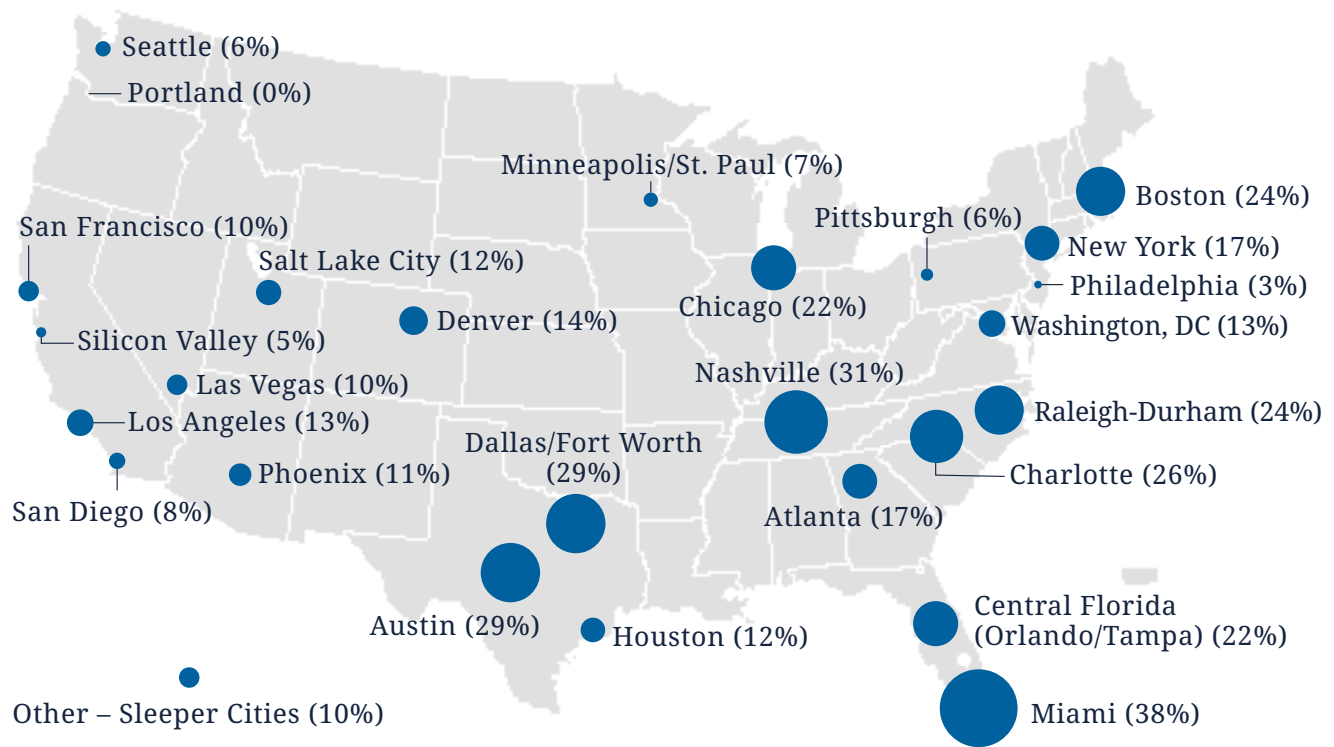 Seattle (6%)
Portland (0%)
Minneapolis/St. Paul (7%)
Boston (24%)
Pittsburgh (6%)
San Francisco (10%)
New York (17%)
Salt Lake City (12%)
Philadelphia (3%)
Chicago (22%)
Denver (14%)
Washington, DC (13%)
Silicon Valley (5%)
Nashville (31%)
Las Vegas (10%)
Raleigh-Durham (24%)
Los Angeles (13%)
Dallas/Fort Worth
(29%)
Phoenix (11%)
Charlotte (26%)
San Diego (8%)
Atlanta (17%)
Central Florida
(Orlando/Tampa) (22%)
Austin (29%)
Houston (12%)
Other – Sleeper Cities (10%)
Miami (38%)